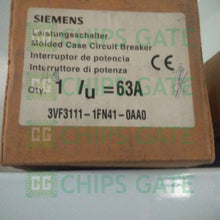 SIEMENS
Leistungsschalter
Molded Case Circuit Breaker
Interruptor de potencia
Interruttore di potenza
Qty. 1 /u = 63A
CE
3VF3111-1FN41-0AA0
CHIPS GATE
CHIPS GATE